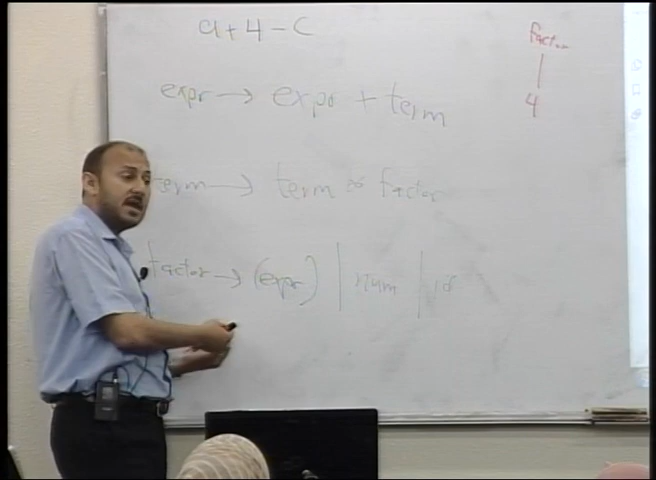 a + 4 - C
expr → expr + term
term → term * factor
factor → (expr) | num | id
factor
|
4